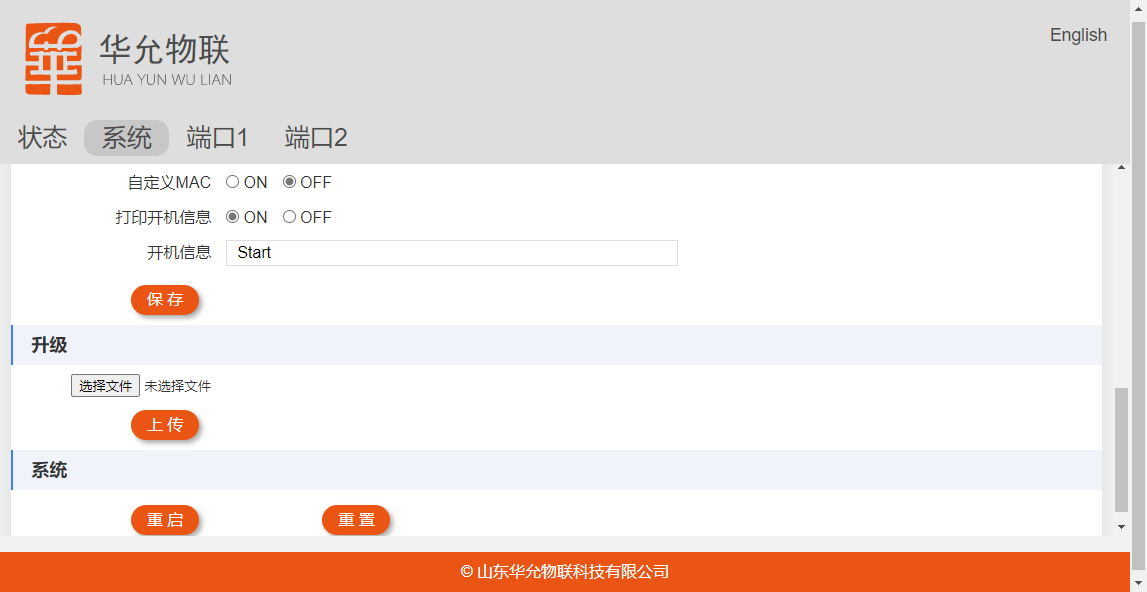 华允物联
HUA YUN WU LIAN
English
状态 系统 端口1 端口2
自定义MAC ON OFF
打印开机信息 ON OFF
开机信息 Start
保存
升级
选择文件 未选择文件
上传
系统
重启 重置
© 山东华允物联科技有限公司